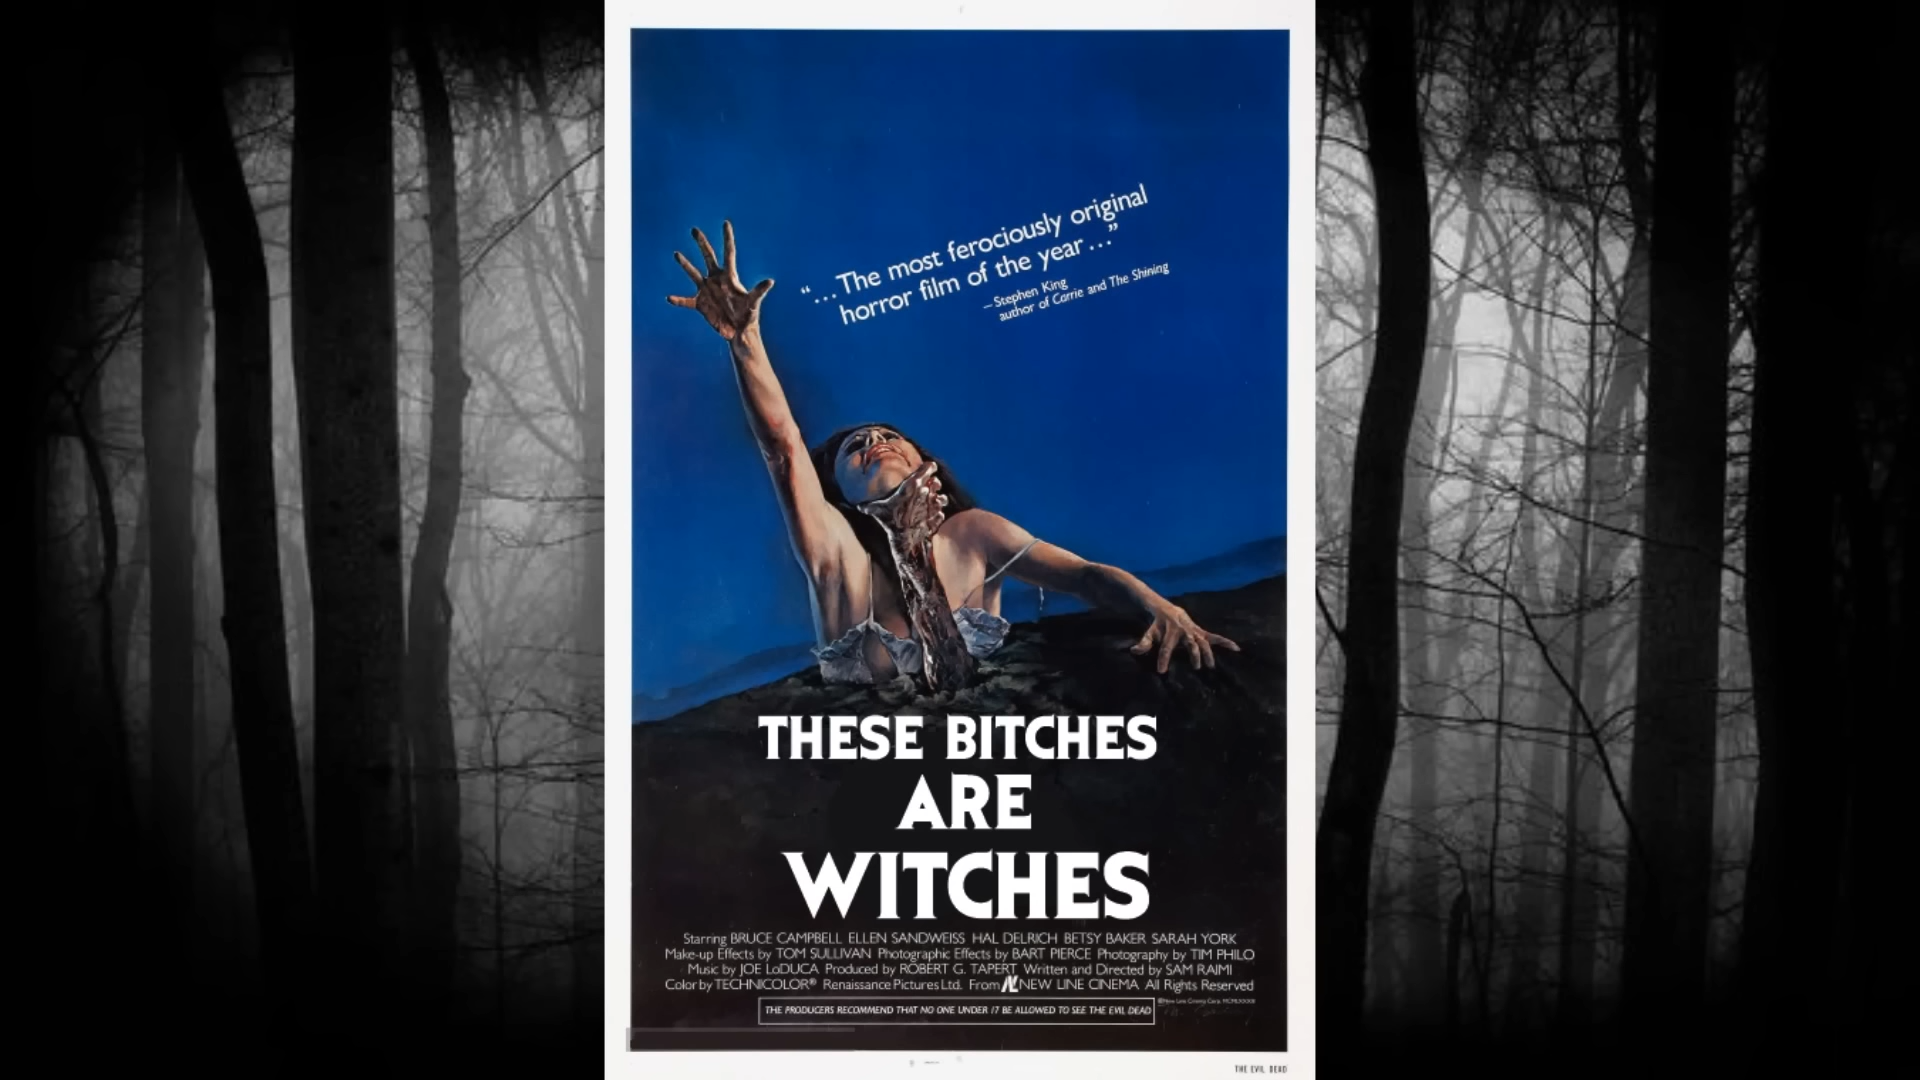 “...The most ferociously original
horror film of the year ...”
—Stephen King
author of Carrie and The Shining
THESE BITCHES
ARE
WITCHES
Starring BRUCE CAMPBELL ELLEN SANDWEISS HAL DELRICH BETSY BAKER SARAH YORK
Make-up Effects by TOM SULLIVAN Photographic Effects by BART PIERCE Photography by TIM PHILO
Music by JOE LoDUCA Produced by ROBERT G. TAPERT Written and Directed by SAM RAIMI
Color by TECHNICOLOR® Renaissance Pictures Ltd. From NEW LINE CINEMA All Rights Reserved
THE PRODUCERS RECOMMEND THAT NO ONE UNDER 17 BE ALLOWED TO SEE THE EVIL DEAD
THE EVIL DEAD